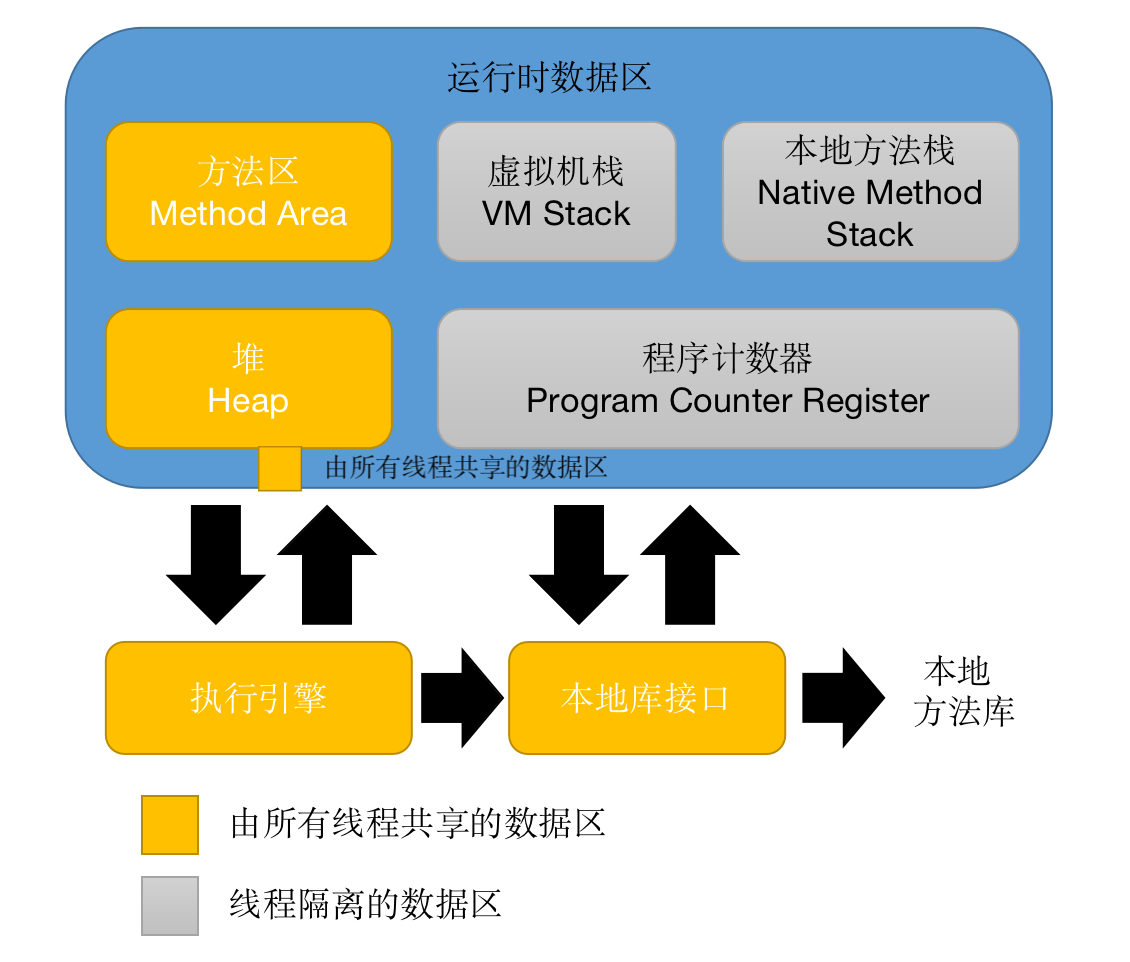 运行时数据区
方法区
Method Area
虚拟机栈
VM Stack
本地方法栈
Native Method
Stack
堆
Heap
程序计数器
Program Counter Register
由所有线程共享的数据区
执行引擎
本地库接口
本地
方法库
由所有线程共享的数据区
线程隔离的数据区